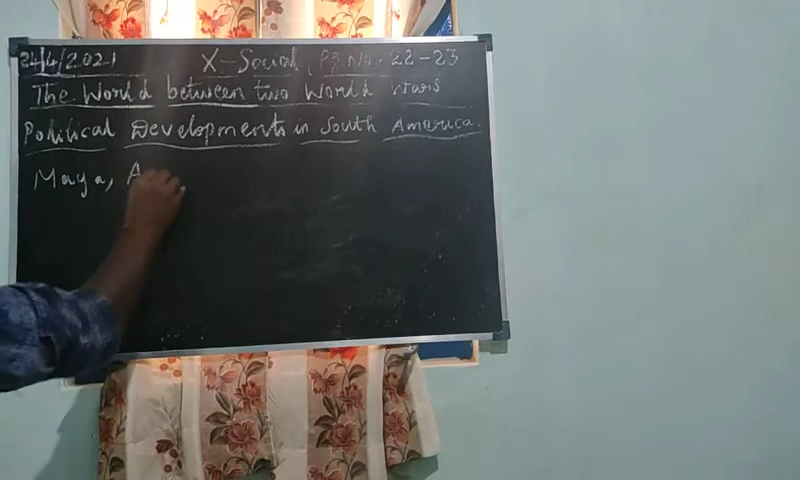 24/4/2021 X-Social, Pg.No. 22-23
The World between two World Wars
Political Developments in South America.
Maya, A